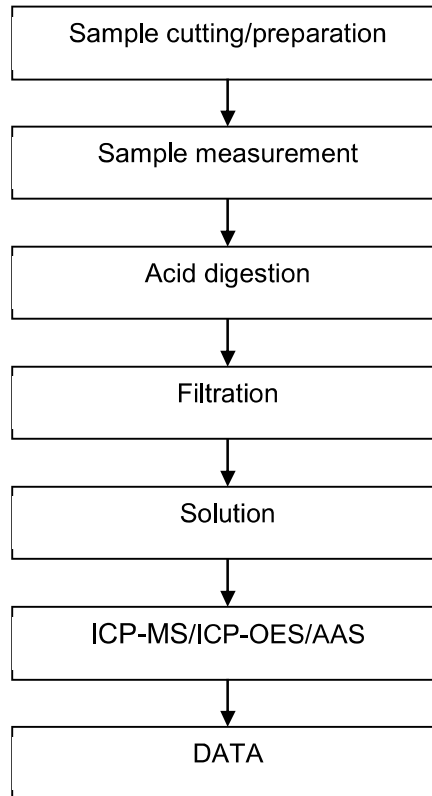 Sample cutting/preparation
Sample measurement
Acid digestion
Filtration
Solution
ICP-MS/ICP-OES/AAS
DATA